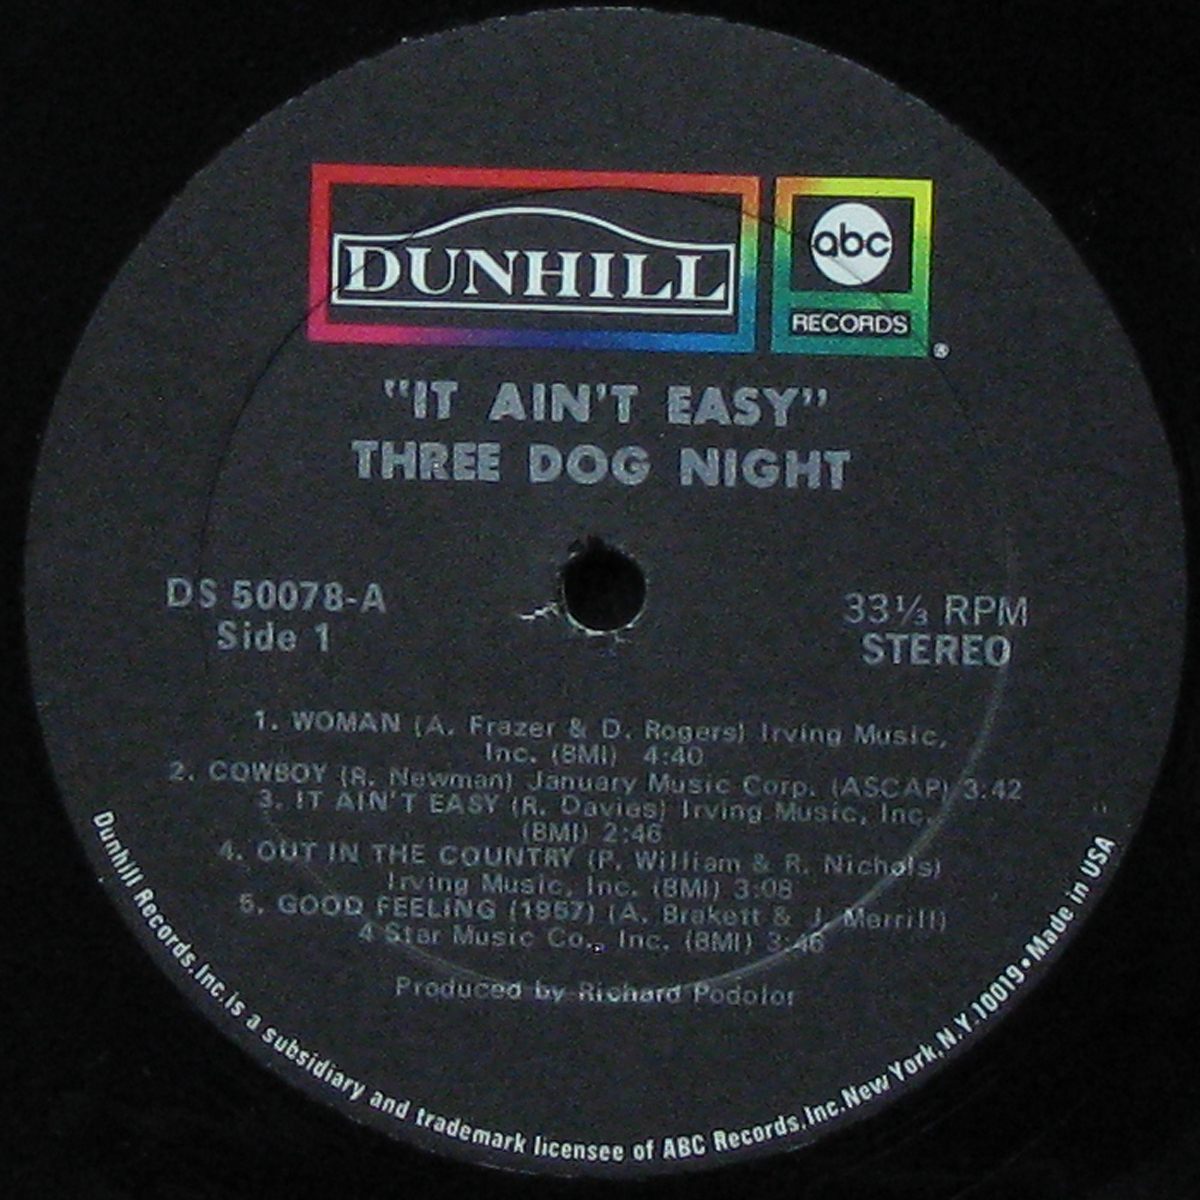 DUNHILL
abc
RECORDS
®
"IT AIN'T EASY"
THREE DOG NIGHT
DS 50078-A
Side 1
33⅓ RPM
STEREO
1. WOMAN (A. Frazer & D. Rogers) Irving Music,
Inc. (BMI) 4:40
2. COWBOY (R. Newman) January Music Corp. (ASCAP) 3:42
3. IT AIN'T EASY (R. Davies) Irving Music, Inc.
(BMI) 2:46
4. OUT IN THE COUNTRY (P. William & R. Nichols)
Irving Music, Inc. (BMI) 3:08
5. GOOD FEELING (1957) (A. Brakett & J. Merrill)
4 Star Music Co., Inc. (BMI) 3:46
Produced by Richard Podolor
Dunhill Records, Inc. is a subsidiary and trademark licensee of ABC Records, Inc. New York, N.Y. 10019 • Made in USA